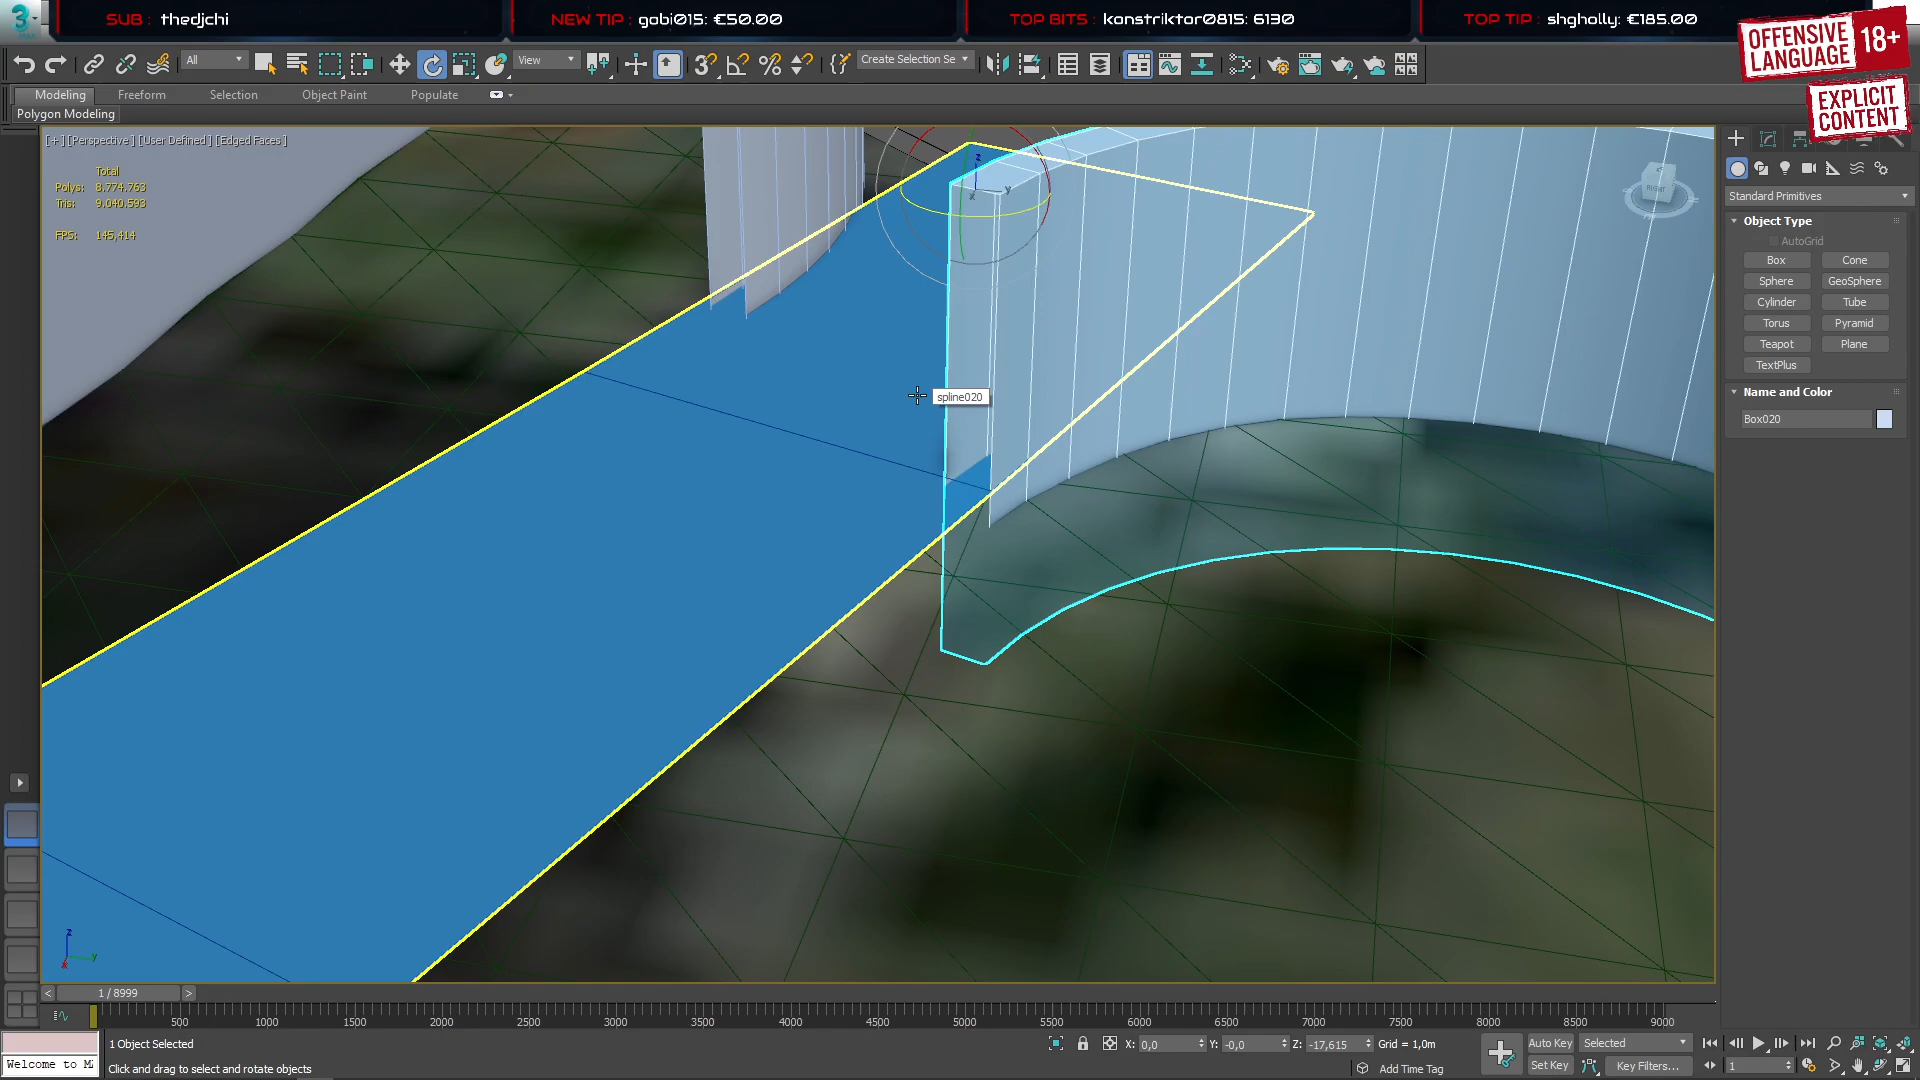 SUB : thedjchi
NEW TIP : gabi015: €50.00
TOP BITS : konstriktor0815: 6130
TOP TIP : shgholly: €185.00
OFFENSIVE LANGUAGE 18+
EXPLICIT CONTENT
All
View
Create Selection Se
Modeling
Freeform
Selection
Object Paint
Populate
Polygon Modeling
[+] [Perspective] [User Defined] [Edged Faces]
Total
Polys: 8.774.763
Tris: 9.040.593
FPS: 145,414
z
y
x
spline020
RIGHT
Standard Primitives
Object Type
AutoGrid
Box
Cone
Sphere
GeoSphere
Cylinder
Tube
Torus
Pyramid
Teapot
Plane
TextPlus
Name and Color
Box020
z
y
x
< 1 / 8999 >
500 1000 1500 2000 2500 3000 3500 4000 4500 5000 5500 6000 6500 7000 7500 8000 8500 9000
1 Object Selected
X: 0,0
Y: -0,0
Z: -17,615
Grid = 1,0m
Auto Key
Selected
Welcome to M
Click and drag to select and rotate objects
Add Time Tag
Set Key
Key Filters...
1